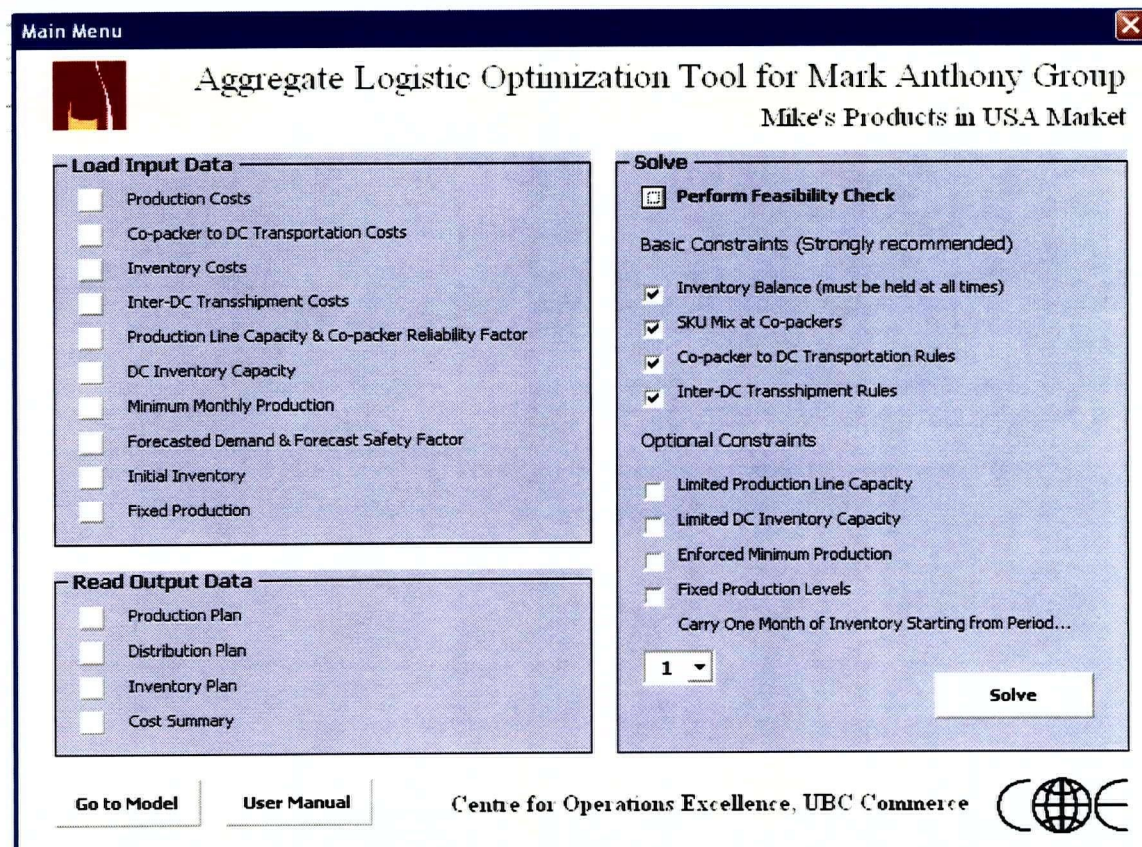 Main Menu
Aggregate Logistic Optimization Tool for Mark Anthony Group
Mike's Products in USA Market
Load Input Data
Production Costs
Co-packer to DC Transportation Costs
Inventory Costs
Inter-DC Transshipment Costs
Production Line Capacity & Co-packer Reliability Factor
DC Inventory Capacity
Minimum Monthly Production
Forecasted Demand & Forecast Safety Factor
Initial Inventory
Fixed Production
Read Output Data
Production Plan
Distribution Plan
Inventory Plan
Cost Summary
Solve
Perform Feasibility Check
Basic Constraints (Strongly recommended)
Inventory Balance (must be held at all times)
SKU Mix at Co-packers
Co-packer to DC Transportation Rules
Inter-DC Transshipment Rules
Optional Constraints
Limited Production Line Capacity
Limited DC Inventory Capacity
Enforced Minimum Production
Fixed Production Levels
Carry One Month of Inventory Starting from Period...
1
Solve
Go to Model
User Manual
Centre for Operations Excellence, UBC Commerce
COE